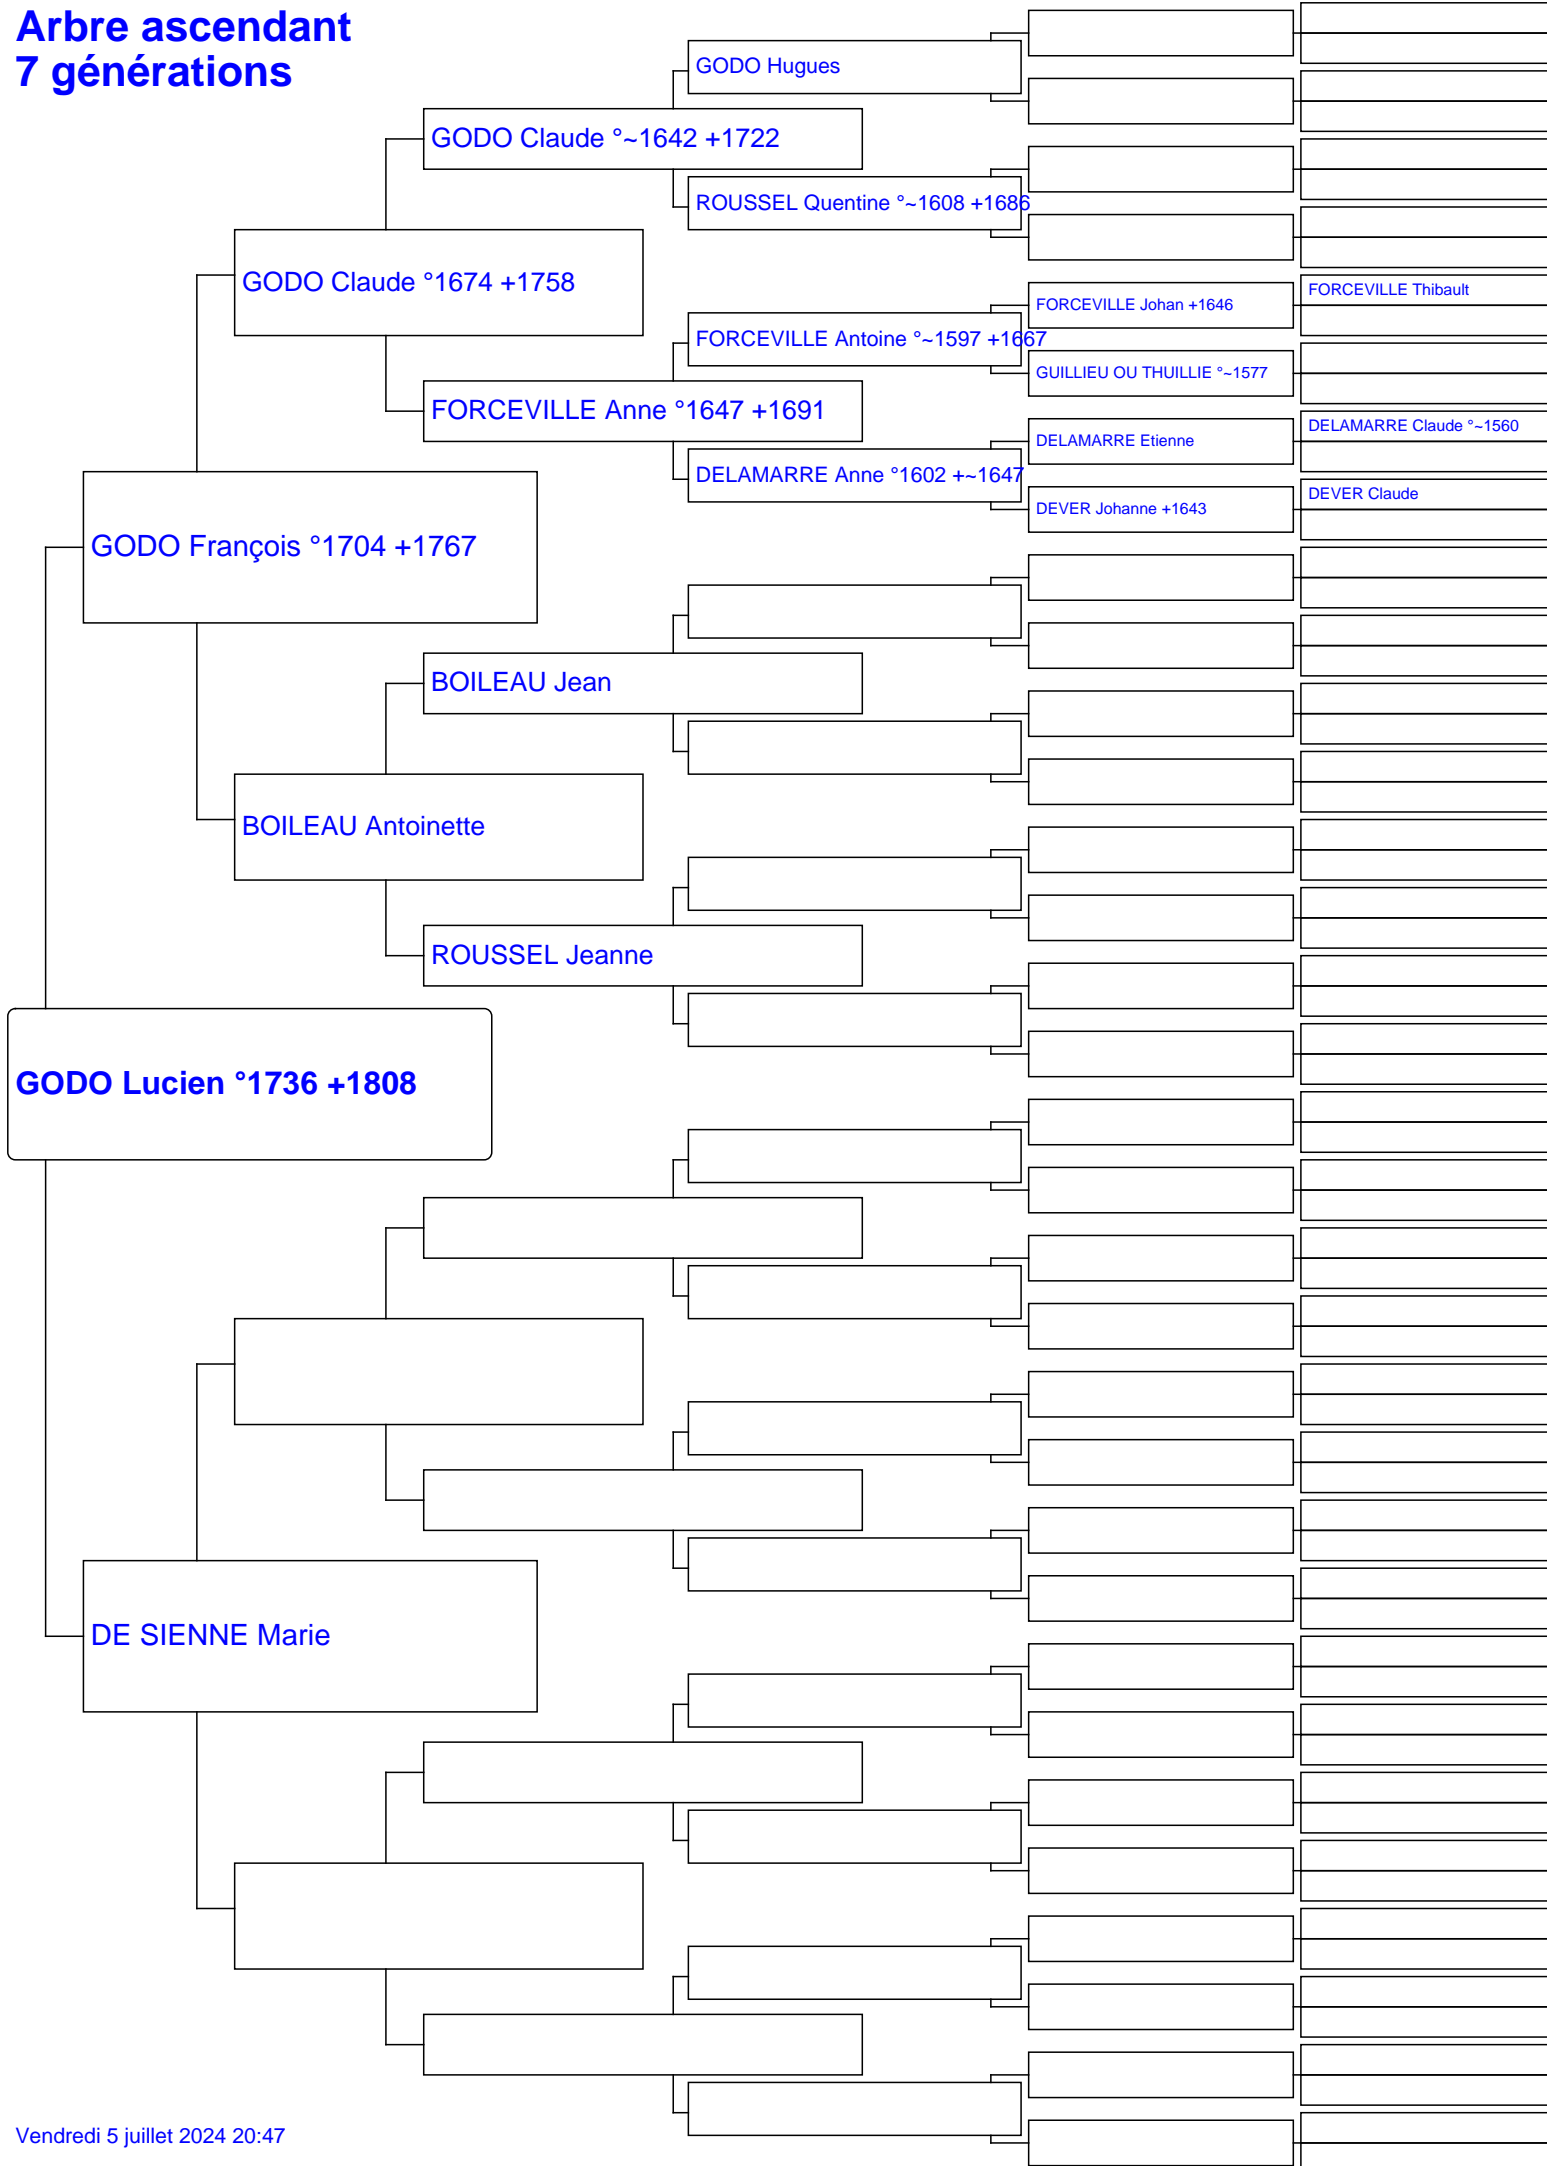 Arbre ascendant
7 générations
GODO Hugues
GODO Claude °~1642 +1722
ROUSSEL Quentine °~1608 +1686
GODO Claude °1674 +1758
FORCEVILLE Thibault
FORCEVILLE Johan +1646
FORCEVILLE Antoine °~1597 +1667
GUILLIEU OU THUILLIE °~1577
FORCEVILLE Anne °1647 +1691
DELAMARRE Claude °~1560
DELAMARRE Etienne
DELAMARRE Anne °1602 +~1647
DEVER Claude
DEVER Johanne +1643
GODO François °1704 +1767
BOILEAU Jean
BOILEAU Antoinette
ROUSSEL Jeanne
GODO Lucien °1736 +1808
DE SIENNE Marie
Vendredi 5 juillet 2024 20:47